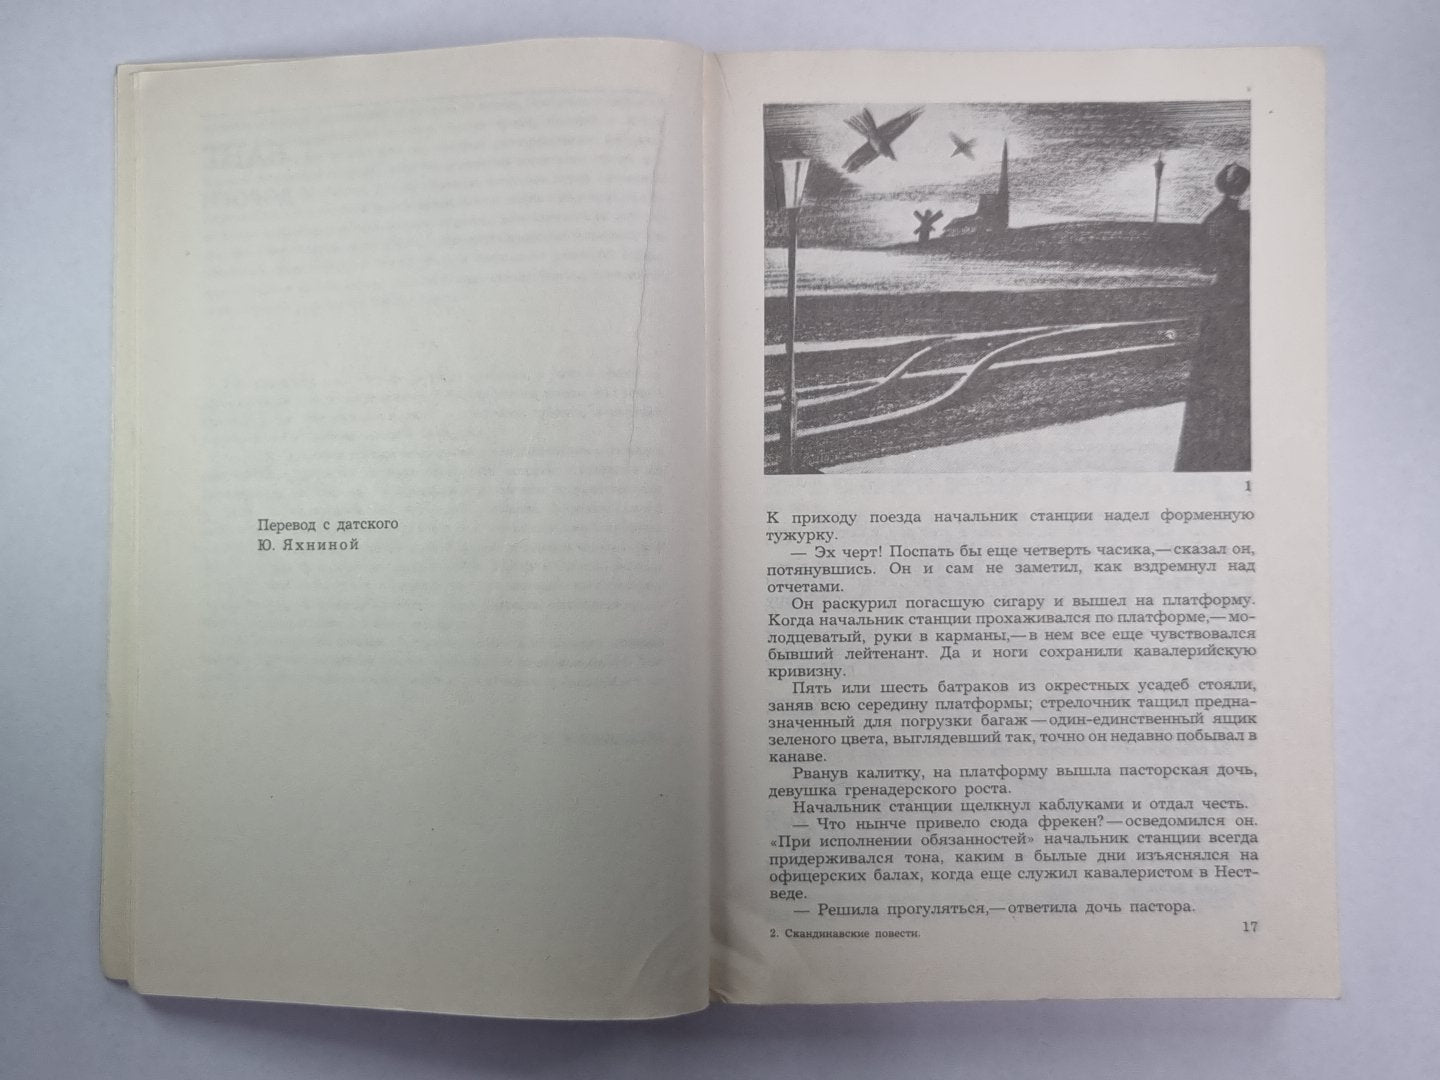 Перевод с датского
Ю. Яхниной
1
К приходу поезда начальник станции надел форменную
тужурку.
— Эх черт! Поспать бы еще четверть часика,— сказал он,
потянувшись. Он и сам не заметил, как вздремнул над
отчетами.
Он раскурил погасшую сигару и вышел на платформу.
Когда начальник станции прохаживался по платформе,— мо-
лодцеватый, руки в карманы,— в нем все еще чувствовался
бывший лейтенант. Да и ноги сохранили кавалерийскую
кривизну.
Пять или шесть батраков из окрестных усадеб стояли,
заняв всю середину платформы; стрелочник тащил предна-
значенный для погрузки багаж — один-единственный ящик
зеленого цвета, выглядевший так, точно он недавно побывал в
канаве.
Рванув калитку, на платформу вышла пасторская дочь,
девушка гренадерского роста.
Начальник станции щелкнул каблуками и отдал честь.
— Что нынче привело сюда фрекен? — осведомился он.
«При исполнении обязанностей» начальник станции всегда
придерживался тона, каким в былые дни изъяснялся на
офицерских балах, когда еще служил кавалеристом в Нест-
веде.
— Решила прогуляться,— ответила дочь пастора.
2. Скандинавские повести.
17